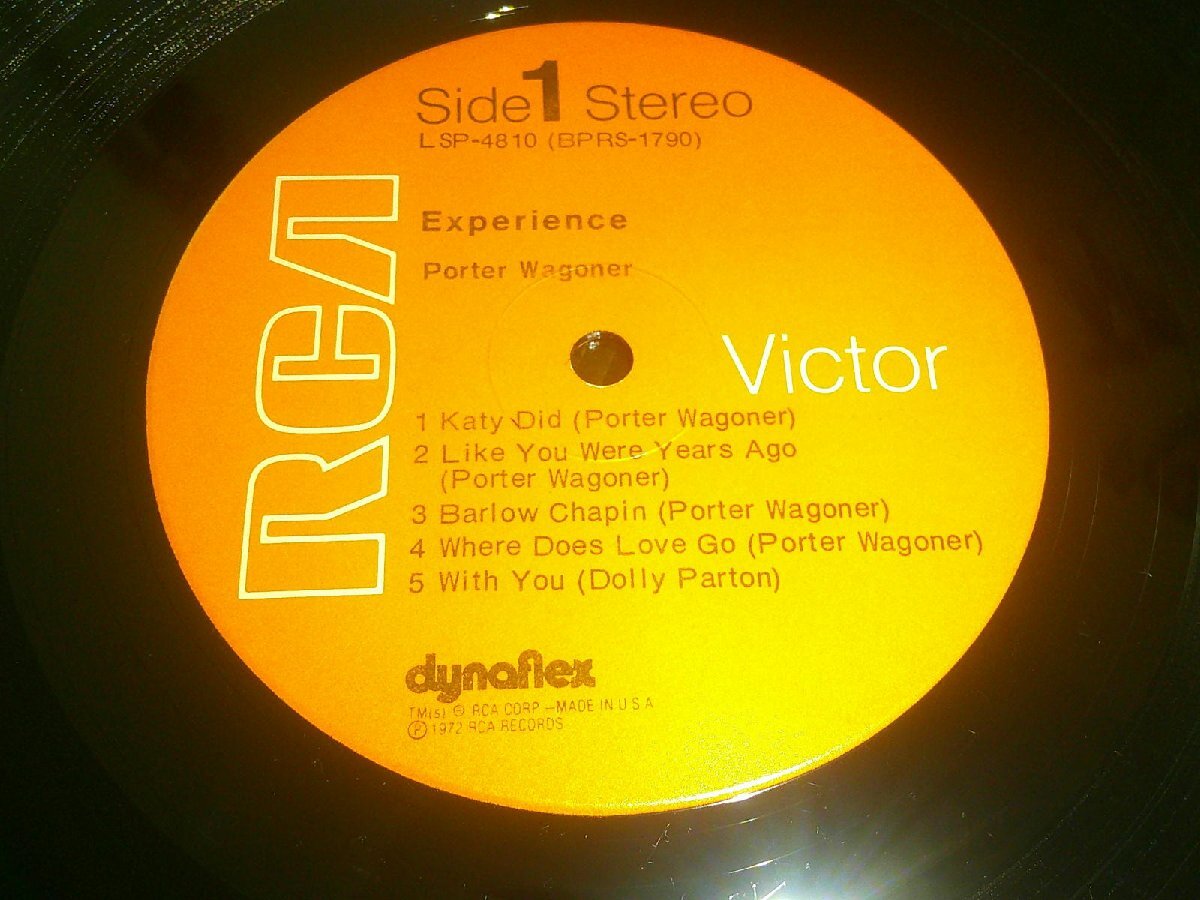 Side 1 Stereo
LSP-4810 (BPRS-1790)
Experience
Porter Wagoner
RCA
Victor
1 Katy Did (Porter Wagoner)
2 Like You Were Years Ago
(Porter Wagoner)
3 Barlow Chapin (Porter Wagoner)
4 Where Does Love Go (Porter Wagoner)
5 With You (Dolly Parton)
dynaflex
TM(s) ® RCA CORP.—MADE IN U.S.A.
℗ 1972 RCA RECORDS